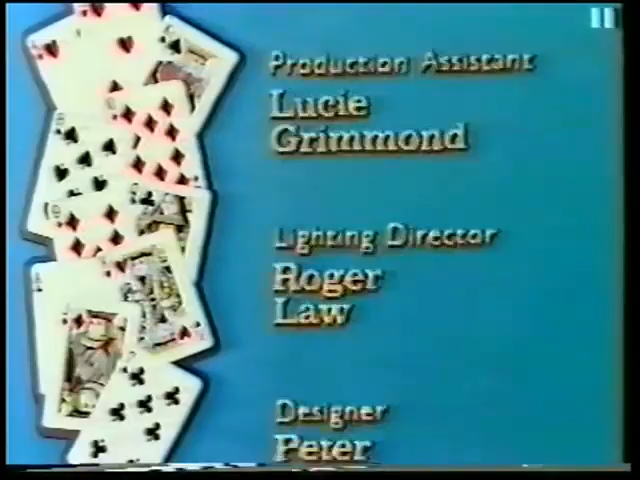 Production Assistant
Lucie
Grimmond
Lighting Director
Roger
Law
Designer
Peter